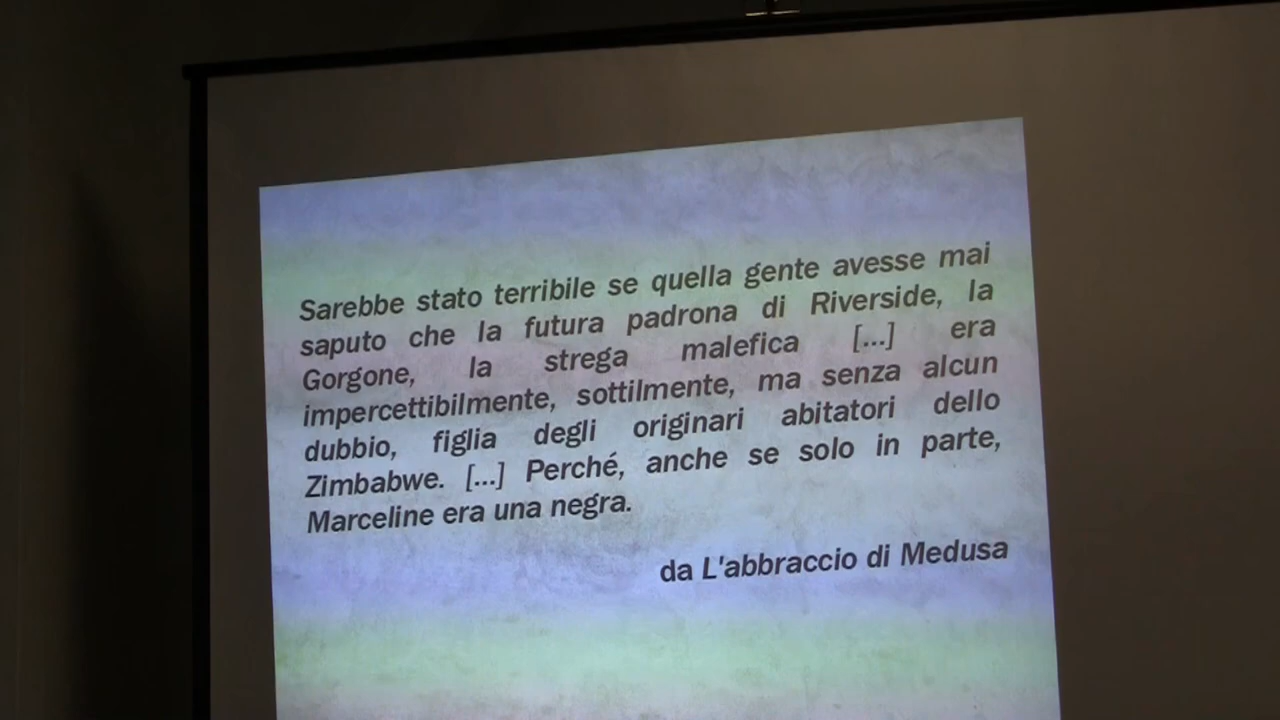 Sarebbe stato terribile se quella gente avesse mai
saputo che la futura padrona di Riverside, la
Gorgone, la strega malefica [...] era
impercettibilmente, sottilmente, ma senza alcun
dubbio, figlia degli originari abitatori dello
Zimbabwe. [...] Perché, anche se solo in parte,
Marceline era una negra.
da L'abbraccio di Medusa